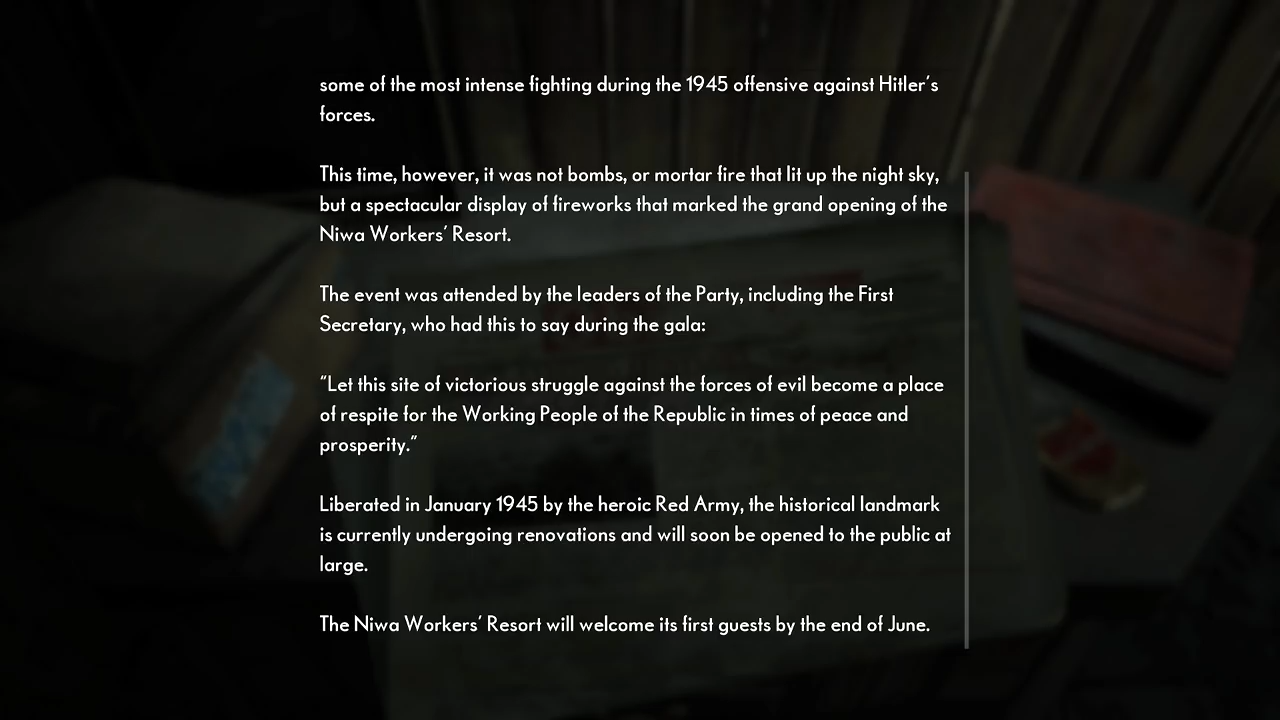 some of the most intense fighting during the 1945 offensive against Hitler's
forces.
This time, however, it was not bombs, or mortar fire that lit up the night sky,
but a spectacular display of fireworks that marked the grand opening of the
Niwa Workers' Resort.
The event was attended by the leaders of the Party, including the First
Secretary, who had this to say during the gala:
"Let this site of victorious struggle against the forces of evil become a place
of respite for the Working People of the Republic in times of peace and
prosperity."
Liberated in January 1945 by the heroic Red Army, the historical landmark
is currently undergoing renovations and will soon be opened to the public at
large.
The Niwa Workers' Resort will welcome its first guests by the end of June.